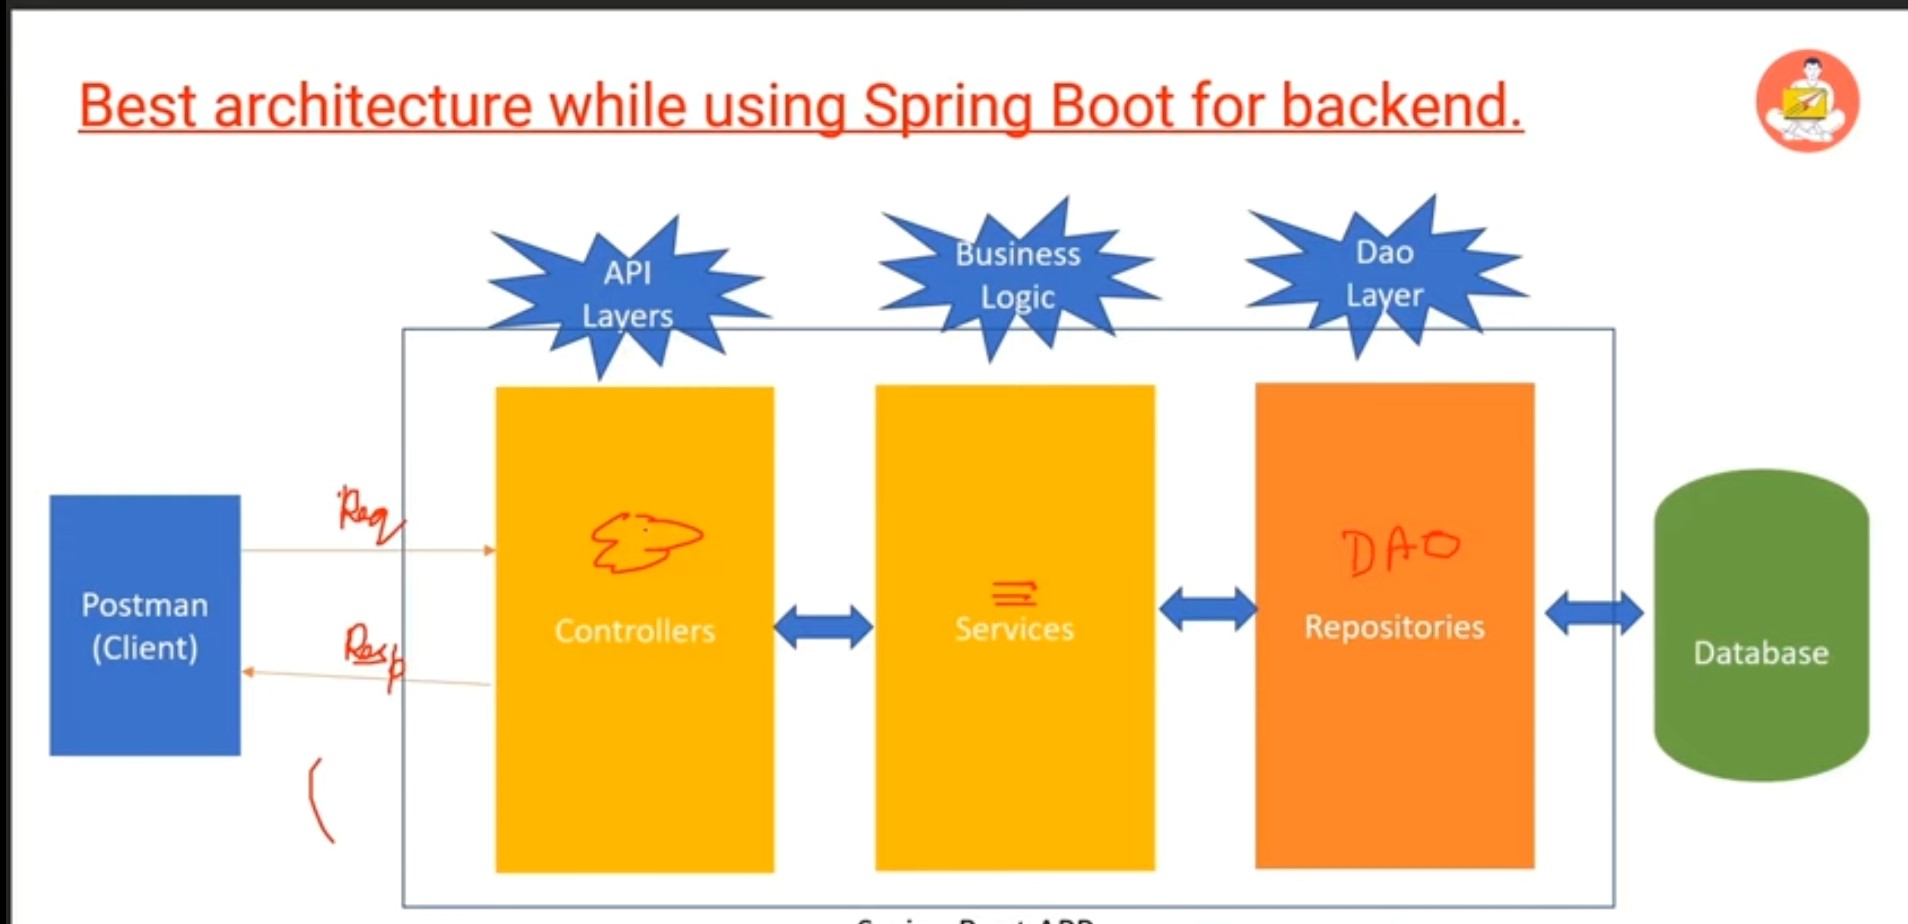 Best architecture while using Spring Boot for backend.
API
Layers
Business
Logic
Dao
Layer
Req
Resp
Postman
(Client)
Controllers
Services
DAO
Repositories
Database